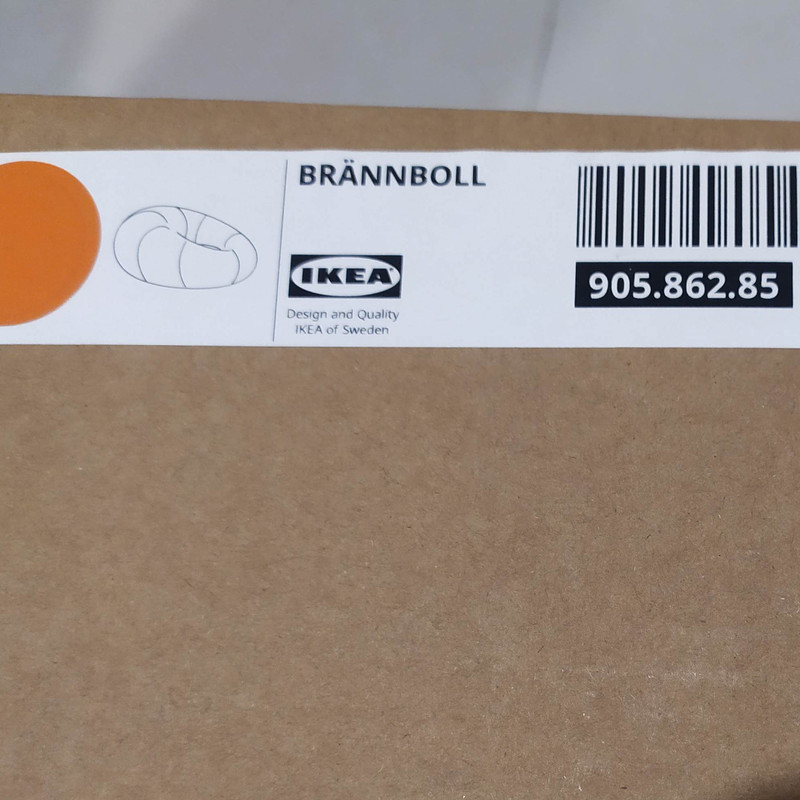 BRÄNNBOLL
IKEA
Design and Quality
IKEA of Sweden
905.862.85